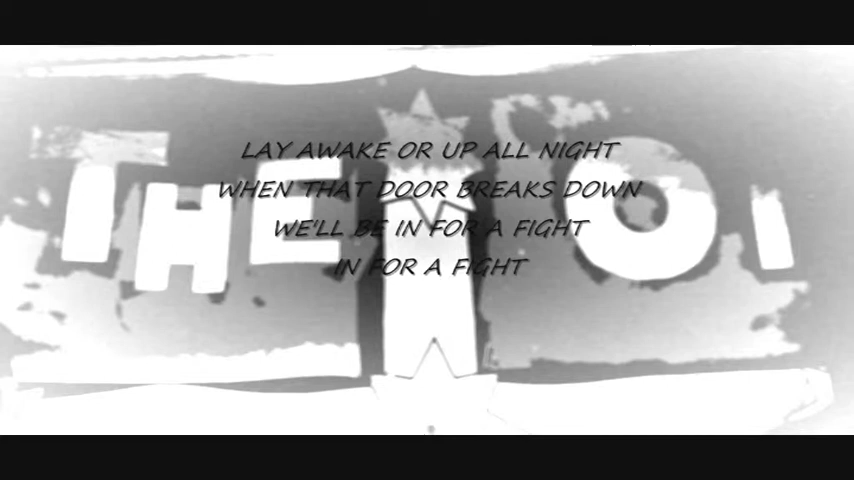 LAY AWAKE OR UP ALL NIGHT
WHEN THAT DOOR BREAKS DOWN
WE'LL BE IN FOR A FIGHT
IN FOR A FIGHT
THE